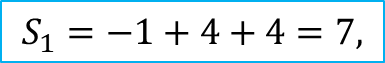 S₁ = −1 + 4 + 4 = 7,